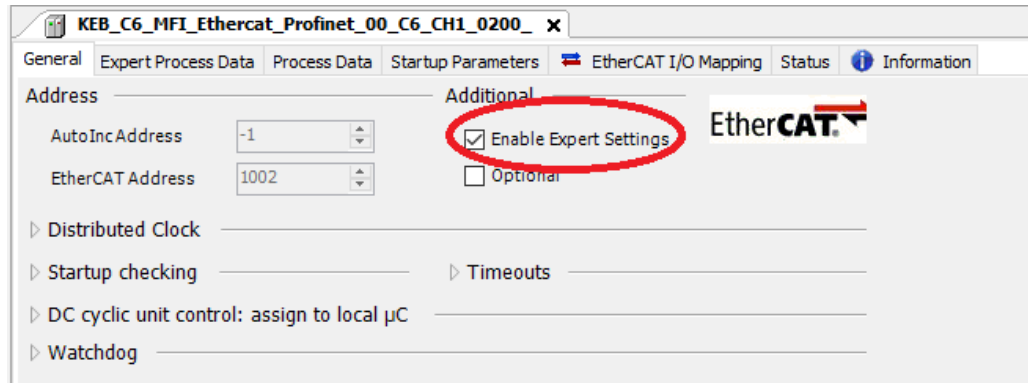 KEB_C6_MFI_Ethercat_Profinet_00_C6_CH1_0200_
General Expert Process Data Process Data Startup Parameters EtherCAT I/O Mapping Status Information
Address Additional
AutoInc Address -1 Enable Expert Settings EtherCAT.
EtherCAT Address 1002 Optional
Distributed Clock
Startup checking Timeouts
DC cyclic unit control: assign to local µC
Watchdog